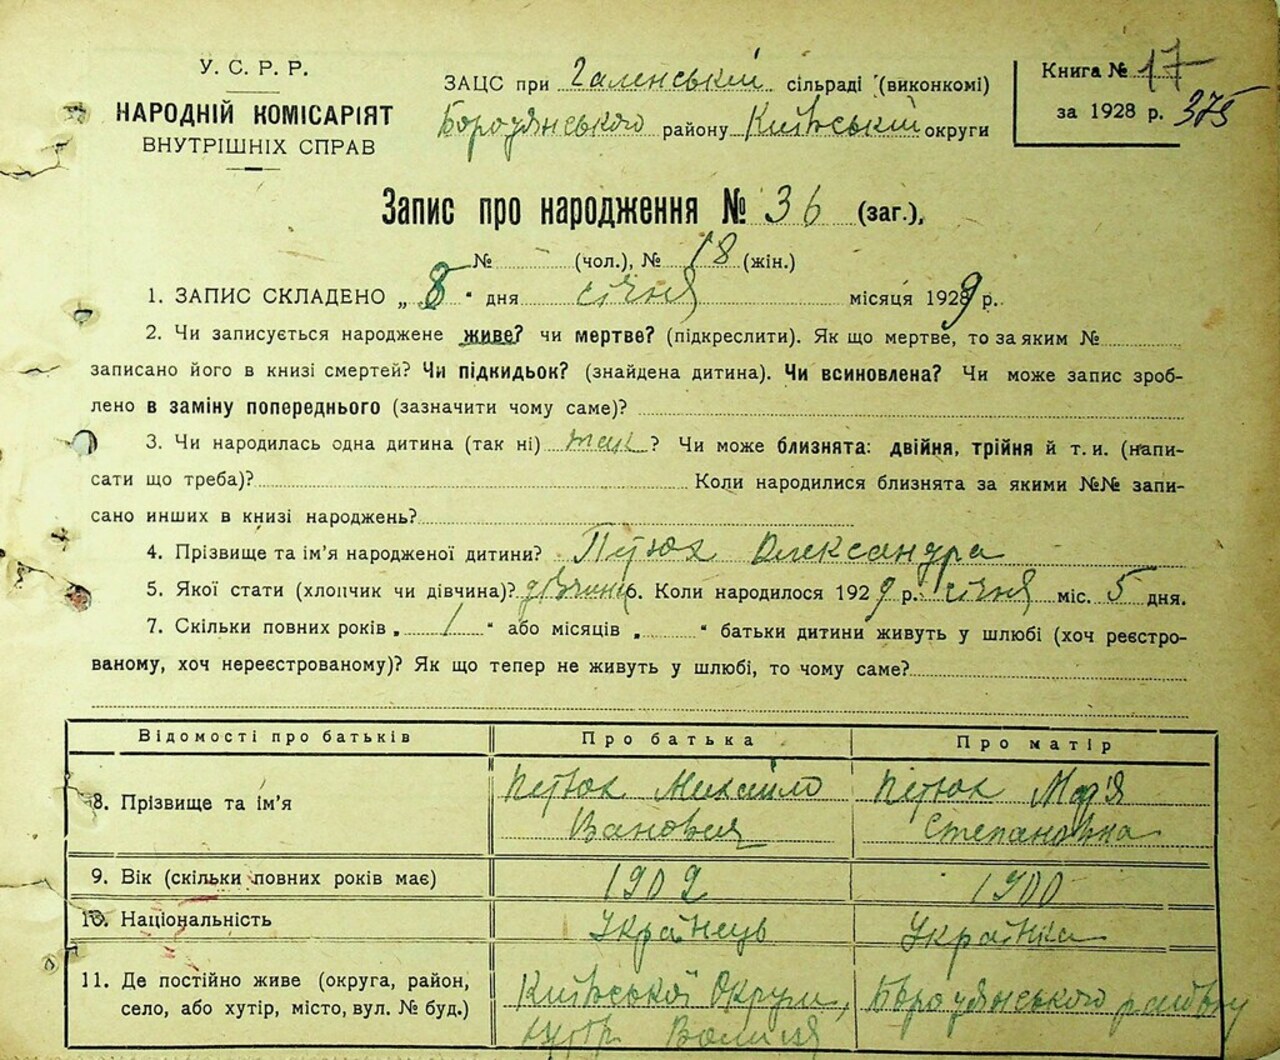 У. С. Р. Р.
НАРОДНІЙ КОМІСАРІЯТ
ВНУТРІШНІХ СПРАВ
ЗАЦС при Галенській сільраді (виконкомі)
Бородянського району Київській округи
Книга № 17
за 1928 р. 375
Запис про народження № 36 (заг.),
№ (чол.), № 18 (жін.)
1. ЗАПИС СКЛАДЕНО „ 8 “ дня січня місяця 1929 р.
2. Чи записується народжене живе? чи мертве? (підкреслити). Як що мертве, то за яким №
записано його в книзі смертей? Чи підкидьок? (знайдена дитина). Чи всиновлена? Чи може запис зроб-
лено в заміну попереднього (зазначити чому саме)?
3. Чи народилась одна дитина (так ні) так? Чи може близнята: двійня, трійня й т. и. (напи-
сати що треба)? Коли народилися близнята за якими №№ запи-
сано инших в книзі народжень?
4. Прізвище та ім’я народженої дитини? Петюх Олександра
5. Якої стати (хлопчик чи дівчина)? дівчина 6. Коли народилося 1929 р. січня міс. 5 дня.
7. Скільки повних років „ 1 “ або місяців „ “ батьки дитини живуть у шлюбі (хоч реєстро-
ваному, хоч нереєстрованому)? Як що тепер не живуть у шлюбі, то чому саме?
Відомості про батьків Про батька Про матір
8. Прізвище та ім’я Петюх Михайло Петюх Мар'я
Ванович Степановна
9. Вік (скільки повних років має) 1902 1900
10. Національність Українець Українка
11. Де постійно живе (округа, район, Київської Округи, Бородянського району
село, або хутір, місто, вул. № буд.) хутір